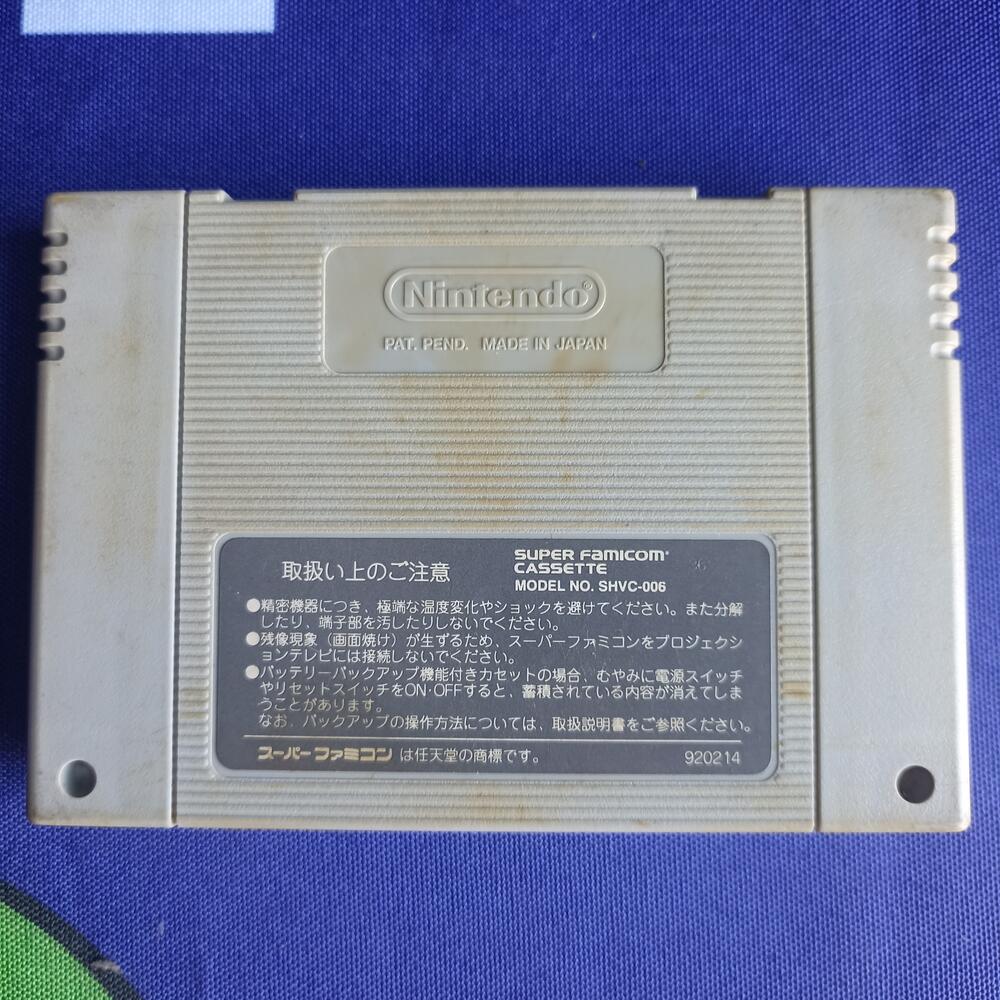 Nintendo®
PAT. PEND. MADE IN JAPAN
取扱い上のご注意
SUPER FAMICOM®
CASSETTE
MODEL NO. SHVC-006
36
●精密機器につき、極端な温度変化やショックを避けてください。また分解
したり、端子部を汚したりしないでください。
●残像現象（画面焼け）が生ずるため、スーパーファミコンをプロジェクシ
ョンテレビには接続しないでください。
●バッテリーバックアップ機能付きカセットの場合、むやみに電源スイッチ
やリセットスイッチをON·OFFすると、蓄積されている内容が消えてしま
うことがあります。
なお、バックアップの操作方法については、取扱説明書をご参照ください。
スーパーファミコンは任天堂の商標です。
920214